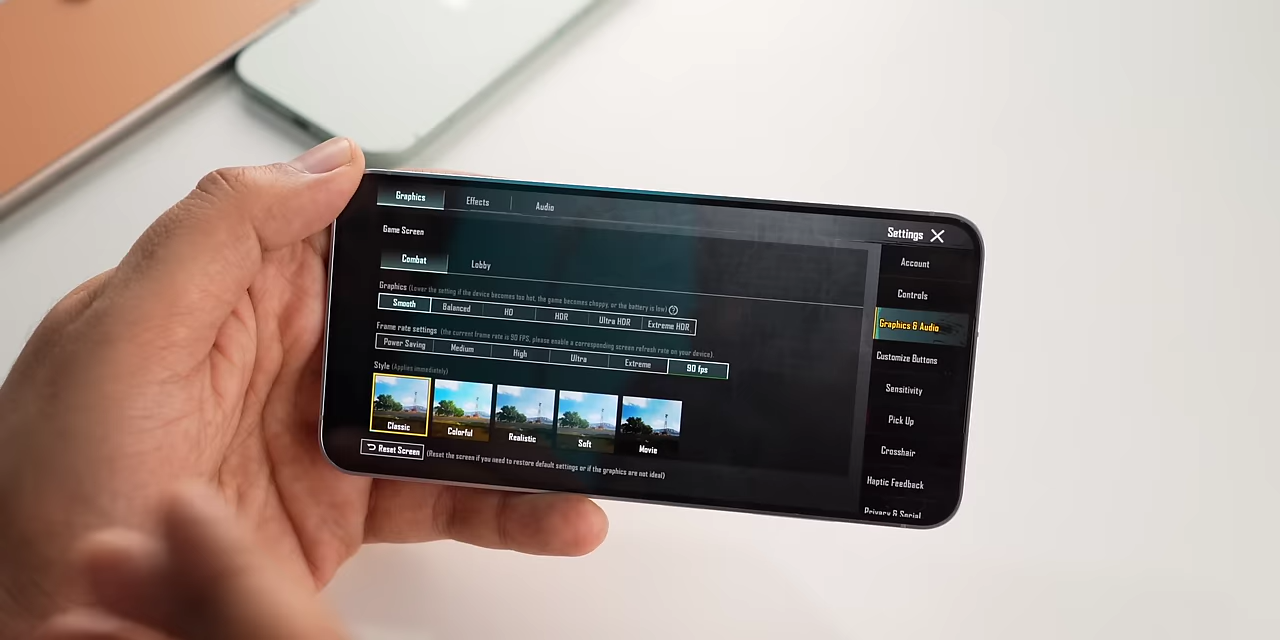 Graphics Effects Audio
Settings
Game Screen
Combat Lobby
Graphics (Lower the setting if the device becomes too hot, the game becomes choppy, or the battery is low)
Smooth Balanced HD HDR Ultra HDR Extreme HDR
Frame rate settings (the current frame rate is 90 FPS, please enable a corresponding screen refresh rate on your device)
Power Saving Medium High Ultra Extreme 90 fps
Style (Applies immediately)
Classic Colorful Realistic Soft Movie
Reset Screen (Reset the screen if you need to restore default settings or if the graphics are not ideal)
Account
Controls
Graphics & Audio
Customize Buttons
Sensitivity
Pick Up
Crosshair
Haptic Feedback
Privacy & Social